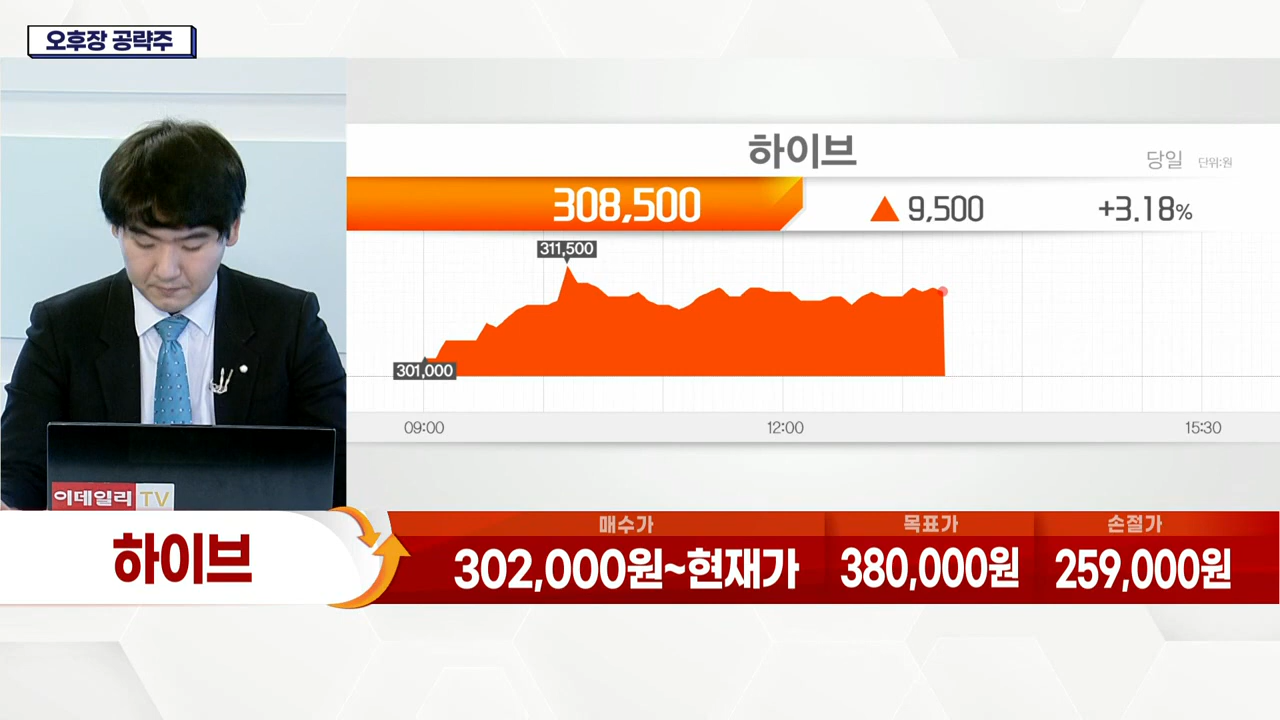 오후장 공략주
하이브
당일 단위:원
308,500 ▲ 9,500 +3.18%
311,500
301,000
09:00 12:00 15:30
이데일리 TV
하이브
매수가 목표가 손절가
302,000원~현재가 380,000원 259,000원